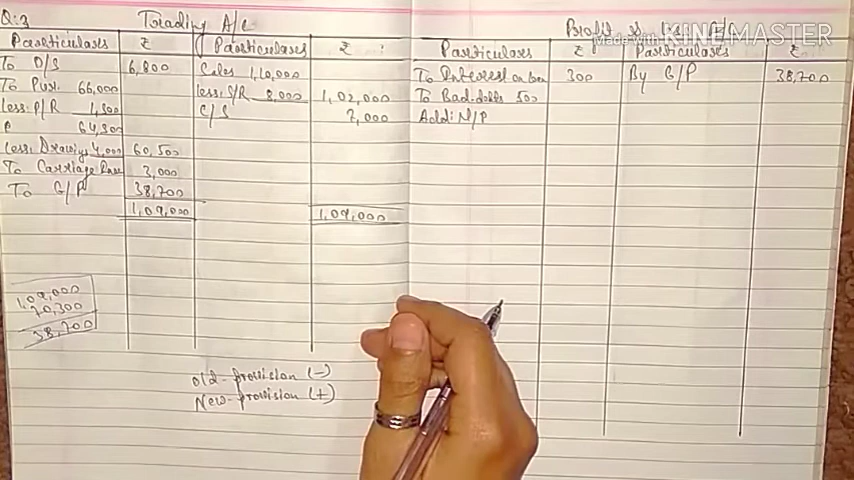 Q:3
Trading A/C
Particulars ₹ Particulars ₹
To O/S 6,800 Sales 1,10,000
To Pur. 66,000 less: S/R 8,000 1,02,000
less: P/R 1,500 C/S
64,500
less: Drawings 4,000 60,500
To Carriage 3,000
To G/P 38,700
1,09,000 1,09,000
1,09,000
70,300
38,700
Old provision (-)
New provision (+)
Profit & A/C
Made with KINEMASTER
Particulars ₹ Particulars ₹
To Interest on loan 300 By G/P 38,700
To Bad debts 500
Add: N/P